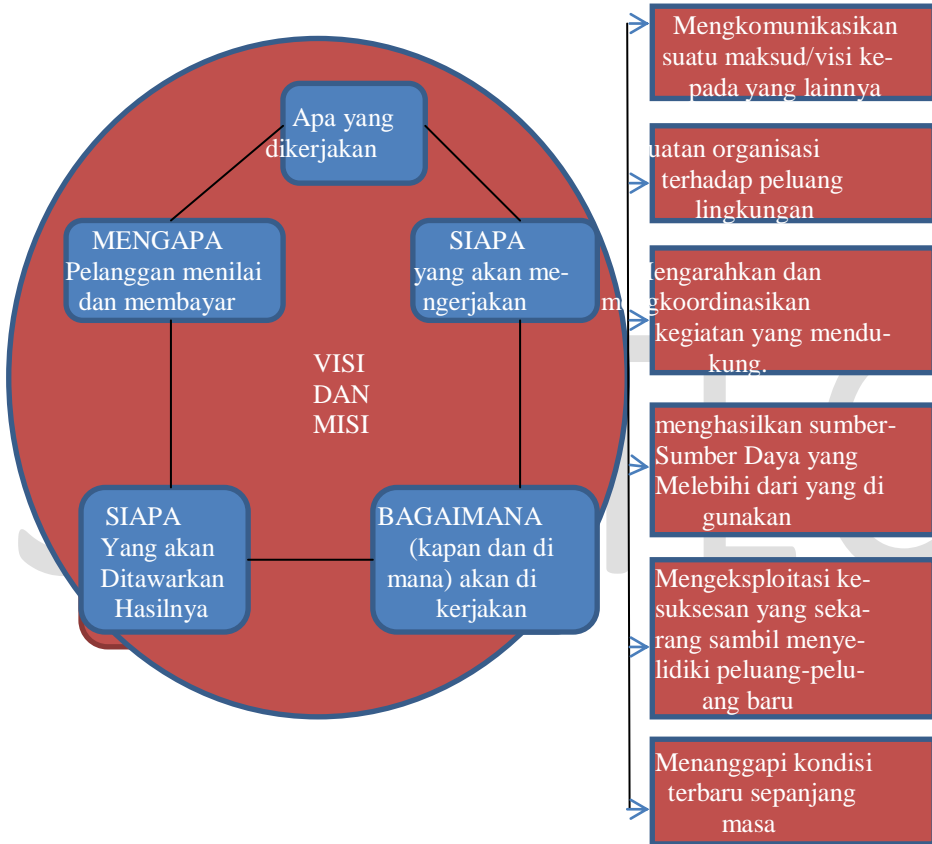 Apa yang
dikerjakan
MENGAPA
Pelanggan menilai
dan membayar
SIAPA
yang akan me-
ngerjakan
VISI
DAN
MISI
SIAPA
Yang akan
Ditawarkan
Hasilnya
BAGAIMANA
(kapan dan di
mana) akan di
kerjakan
Mengkomunikasikan
suatu maksud/visi ke-
pada yang lainnya
organisasi
terhadap peluang
lingkungan
dan
mengkoordinasikan
kegiatan yang mendu-
kung.
menghasilkan sumber-
Sumber Daya yang
Melebihi dari yang di
gunakan
Mengeksploitasi ke-
suksesan yang seka-
rang sambil menye-
lidiki peluang-pelu-
ang baru
Menanggapi kondisi
terbaru sepanjang
masa